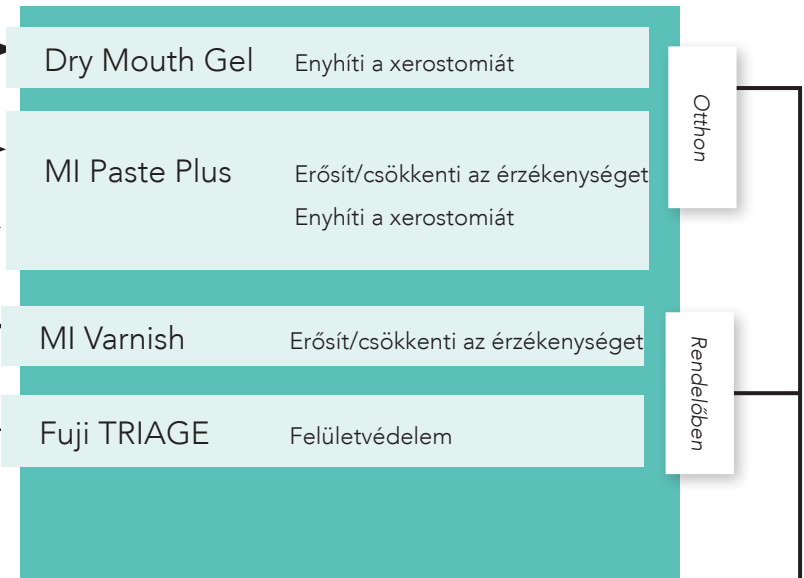 Dry Mouth Gel Enyhíti a xerostomiát
Otthon
MI Paste Plus Erősít/csökkenti az érzékenységet
Enyhíti a xerostomiát
MI Varnish Erősít/csökkenti az érzékenységet
Rendelőben
Fuji TRIAGE Felületvédelem